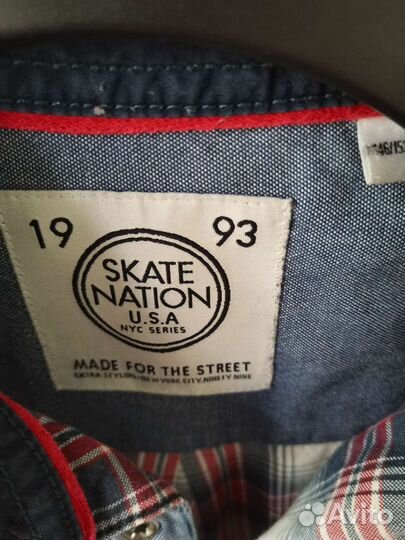 19 93
SKATE
NATION
U.S.A
NYC SERIES
MADE FOR THE STREET
EXTRA STYLING-NEW YORK CITY, NINETY NINE
Avito